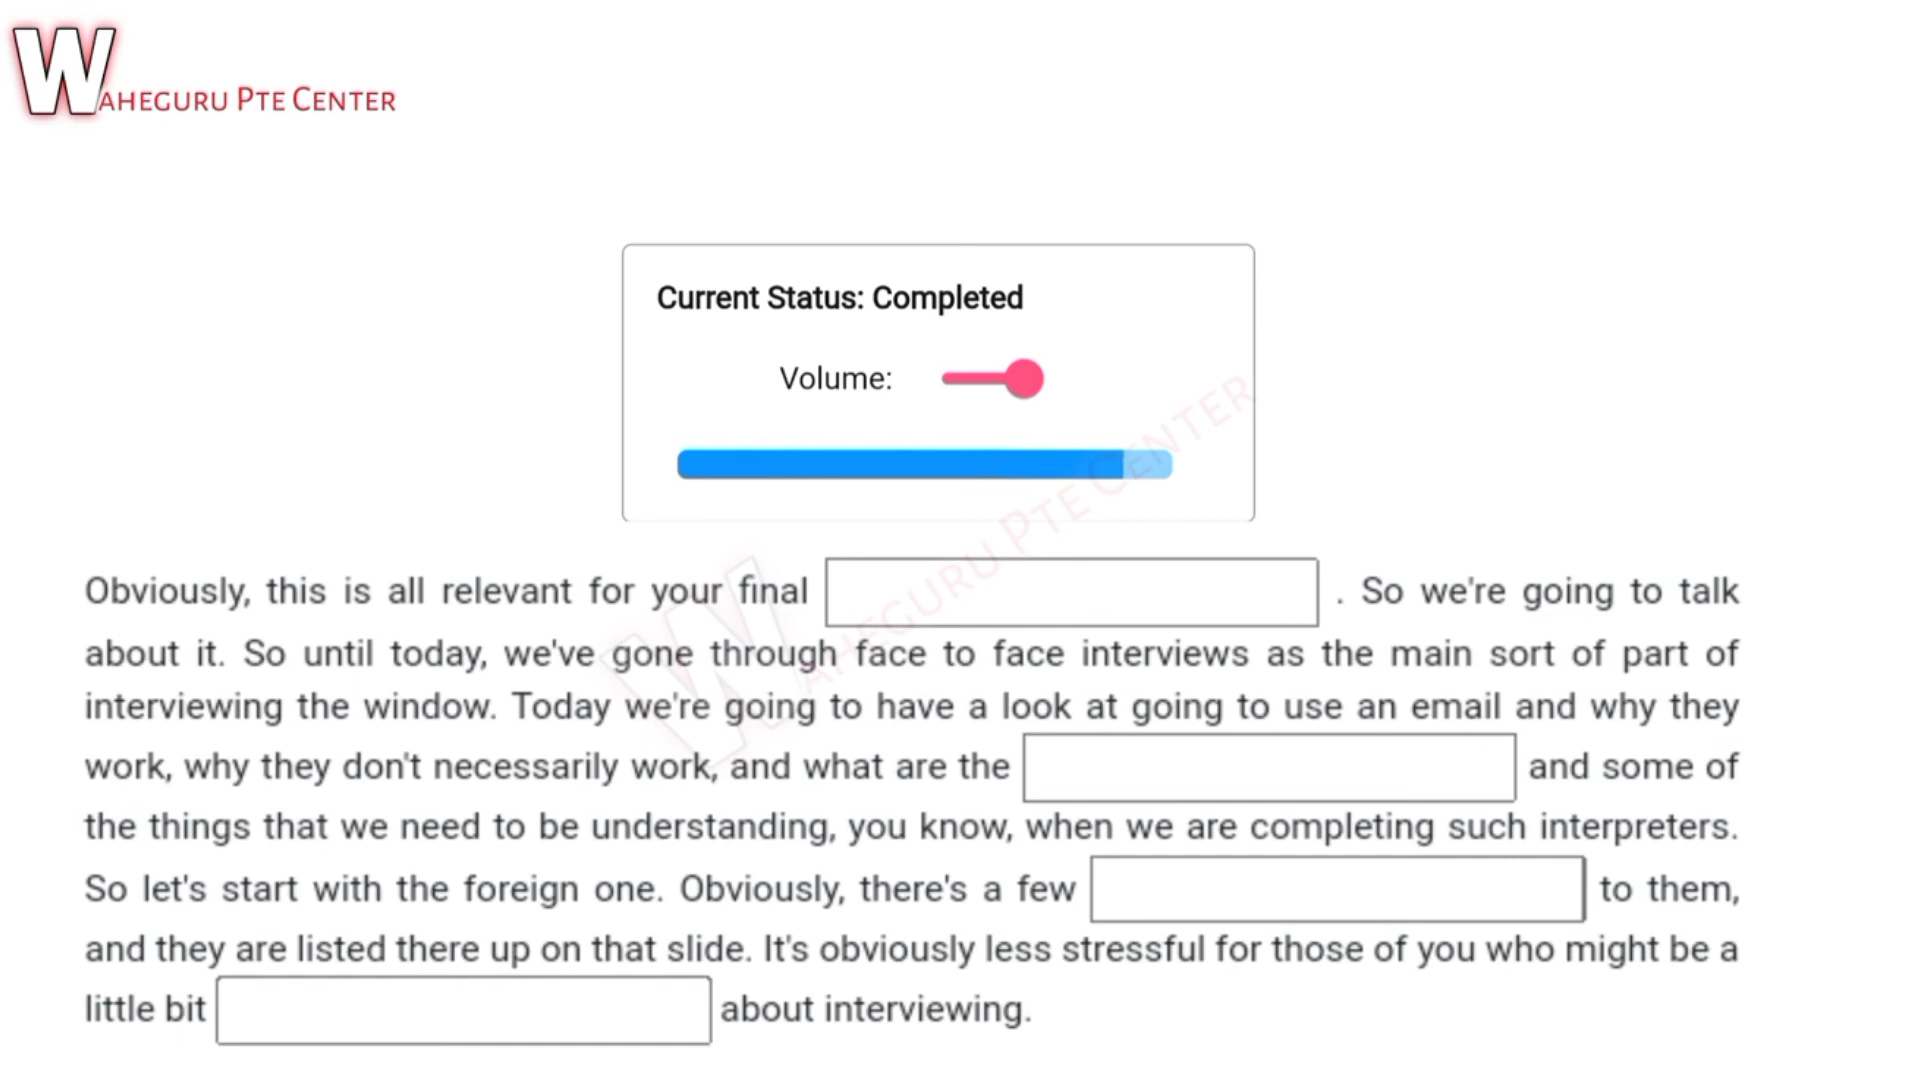 WAHEGURU PTE CENTER
Current Status: Completed
Volume:
WAHEGURU PTE CENTER
Obviously, this is all relevant for your final . So we're going to talk
about it. So until today, we've gone through face to face interviews as the main sort of part of
interviewing the window. Today we're going to have a look at going to use an email and why they
work, why they don't necessarily work, and what are the and some of
the things that we need to be understanding, you know, when we are completing such interpreters.
So let's start with the foreign one. Obviously, there's a few to them,
and they are listed there up on that slide. It's obviously less stressful for those of you who might be a
little bit about interviewing.